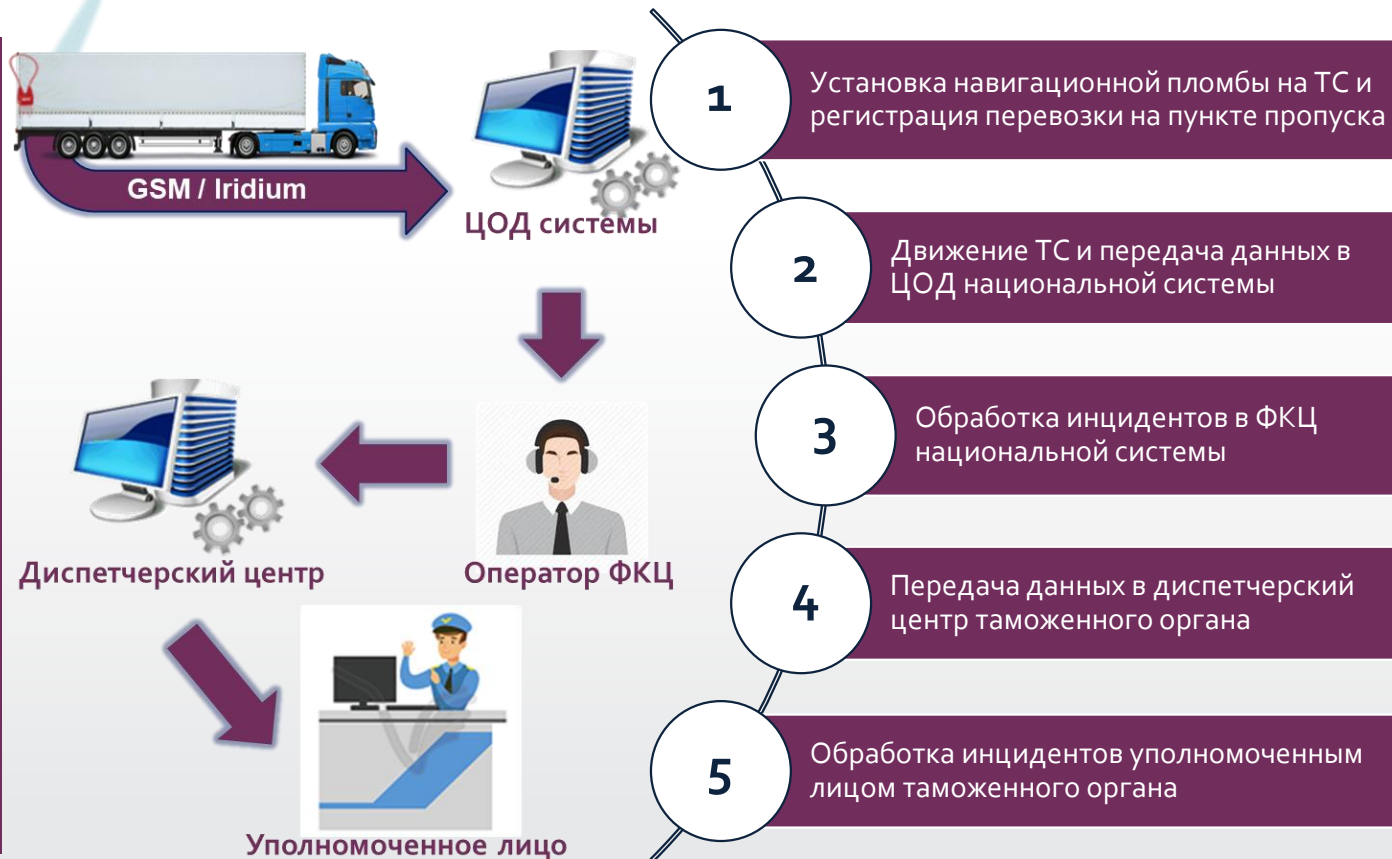 GSM / Iridium
ЦОД системы
Диспетчерский центр
Оператор ФКЦ
Уполномоченное лицо
1
Установка навигационной пломбы на ТС и
регистрация перевозки на пункте пропуска
2
Движение ТС и передача данных в
ЦОД национальной системы
3
Обработка инцидентов в ФКЦ
национальной системы
4
Передача данных в диспетчерский
центр таможенного органа
5
Обработка инцидентов уполномоченным
лицом таможенного органа